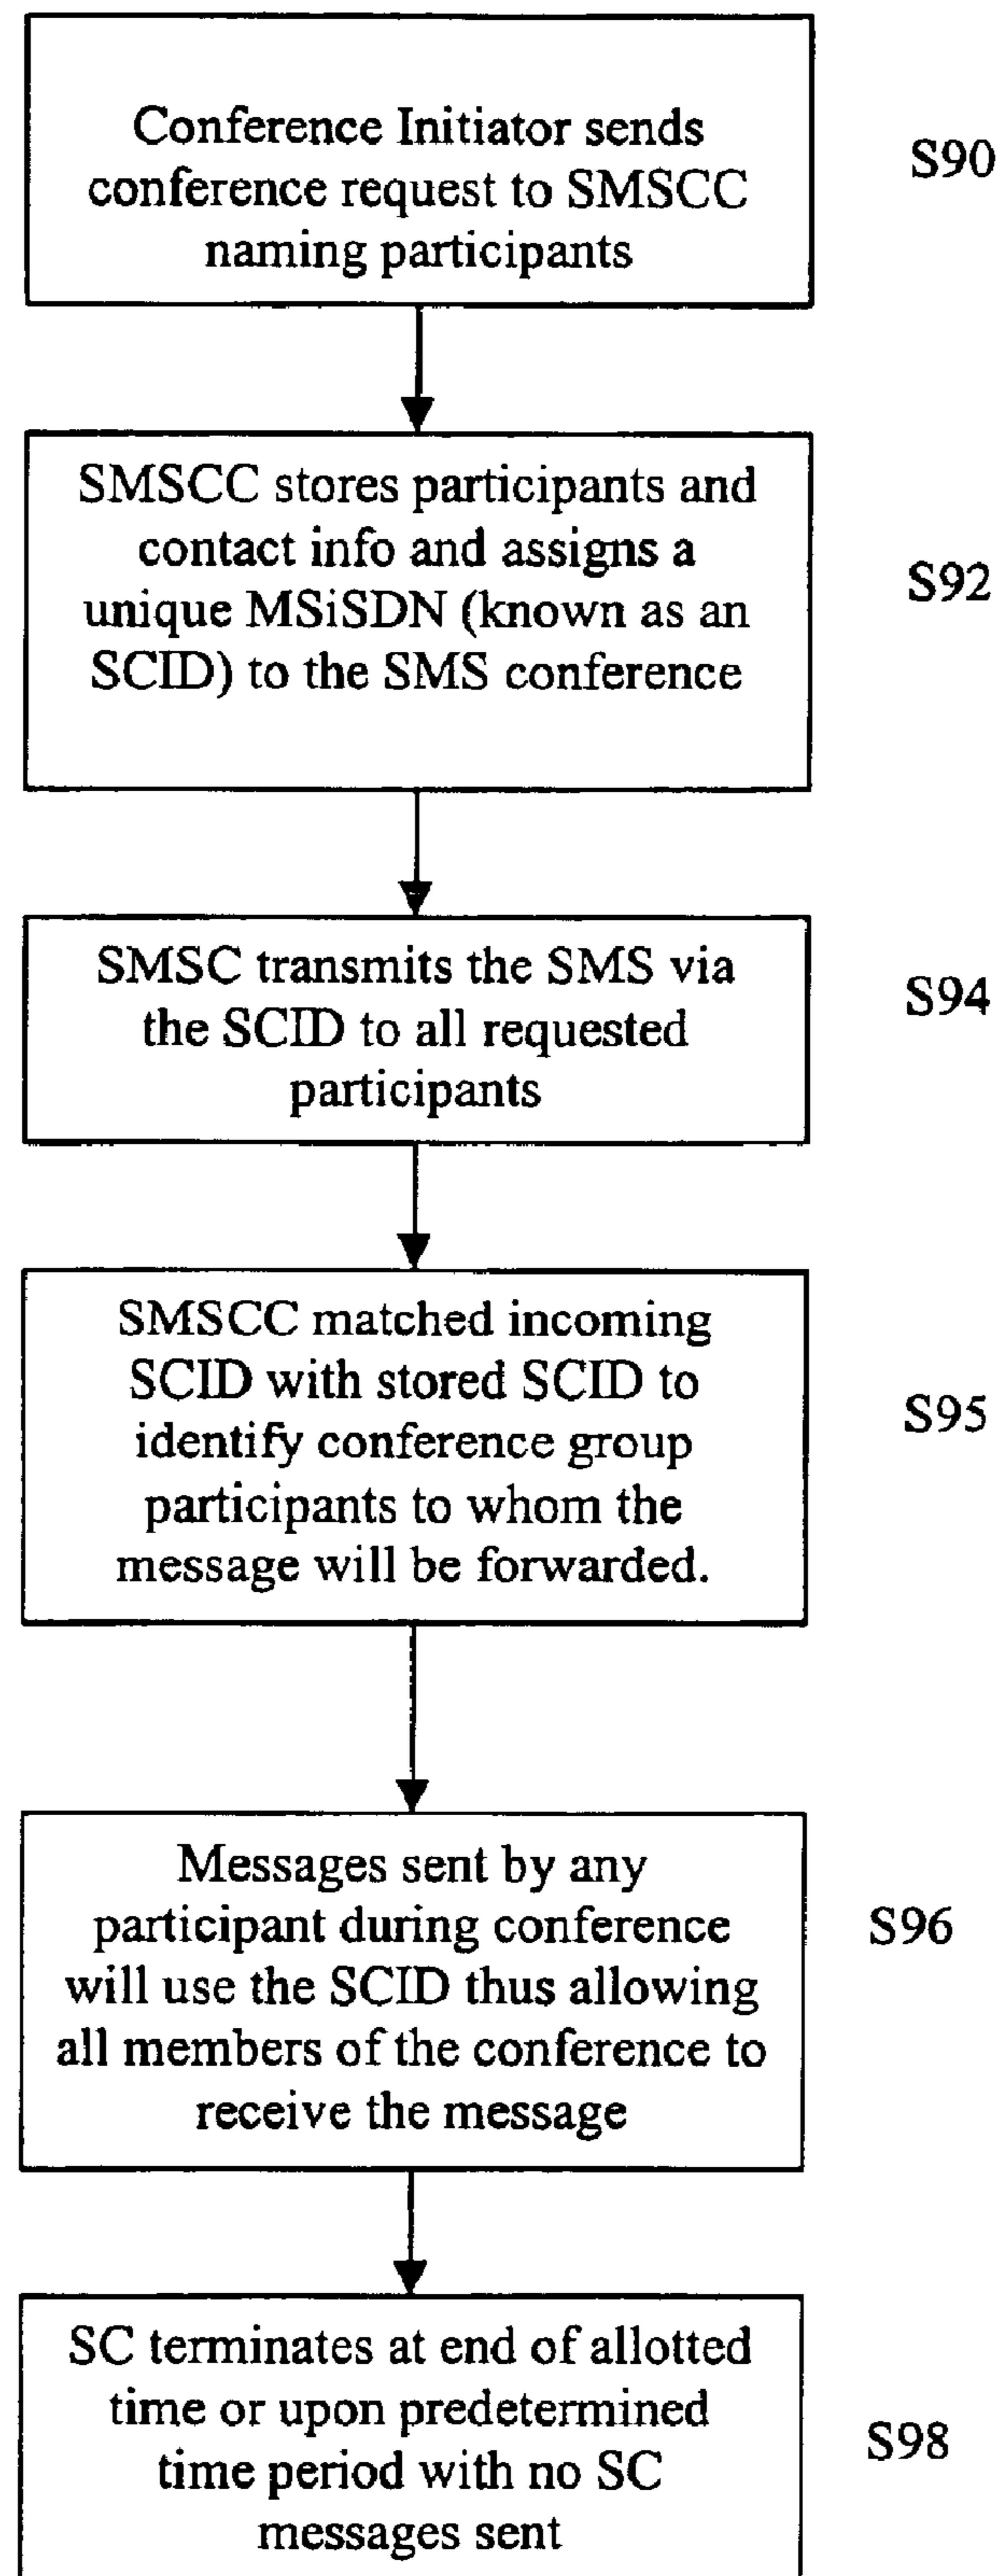 Conference Initiator sends
conference request to SMSCC
naming participants
S90
SMSCC stores participants and
contact info and assigns a
unique MSiSDN (known as an
SCID) to the SMS conference
S92
SMSC transmits the SMS via
the SCID to all requested
participants
S94
SMSCC matched incoming
SCID with stored SCID to
identify conference group
participants to whom the
message will be forwarded.
S95
Messages sent by any
participant during conference
will use the SCID thus allowing
all members of the conference to
receive the message
S96
SC terminates at end of allotted
time or upon predetermined
time period with no SC
messages sent
S98